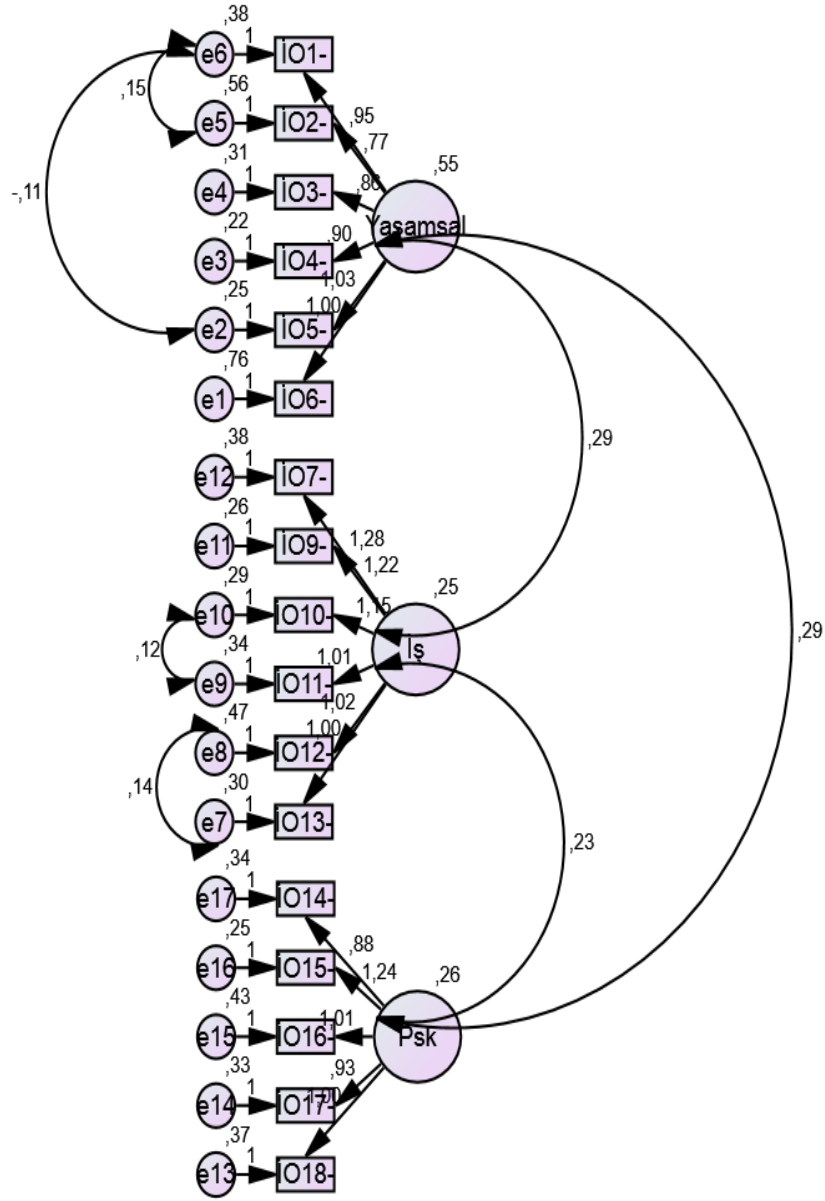 ,38
e6 1 İO1-
,56
,15
e5 1 İO2-
,95
,77
,31
e4 1 İO3-
,86
,55
-,11
Yaşamsal
,22
e3 1 İO4-
,90
,25
e2 1 İO5-
1,03
1,00
,76
e1 1 İO6-
,29
,38
e12 1 İO7-
,26
e11 1 İO9-
1,28
1,22
,29
e10 1 İO10-
1,15
,25
,29
,12
İş
,34
e9 1 İO11-
1,01
,47
e8 1 İO12-
1,02
1,00
,14
,30
e7 1 İO13-
,23
,34
e17 1 İO14-
,88
,25
e16 1 İO15-
1,24
,26
,43
e15 1 İO16-
1,01
Psk
,33
e14 1 İO17-
,93
1,00
,37
e13 1 İO18-